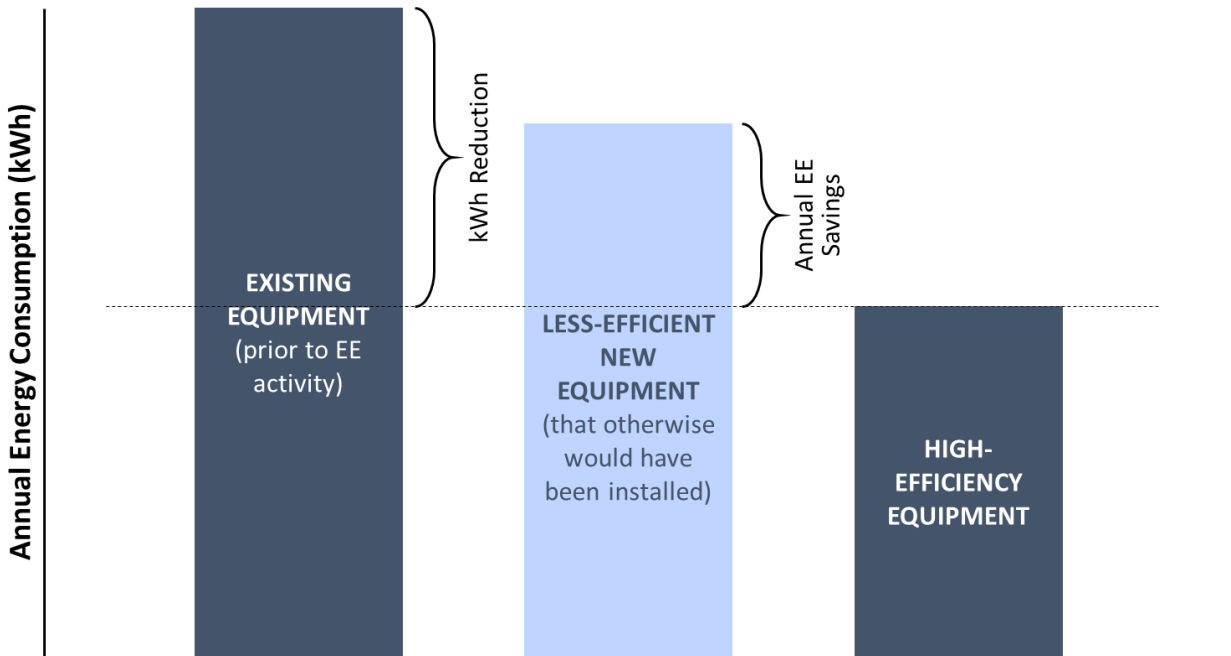 Annual Energy Consumption (kWh)
EXISTING
EQUIPMENT
(prior to EE
activity)
kWh Reduction
LESS-EFFICIENT
NEW
EQUIPMENT
(that otherwise
would have
been installed)
Annual EE
Savings
HIGH-
EFFICIENCY
EQUIPMENT